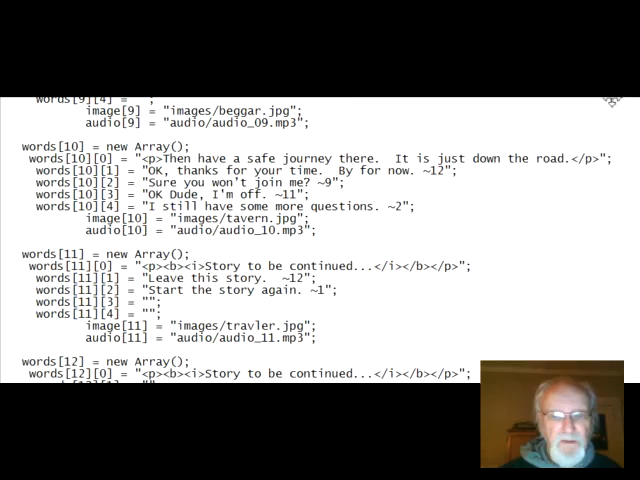 words[9][4] = " ";
image[9] = "images/beggar.jpg";
audio[9] = "audio/audio_09.mp3";
words[10] = new Array();
words[10][0] = "<p>Then have a safe journey there.  It is just down the road.</p>";
words[10][1] = "OK, thanks for your time.  By for now. ~12";
words[10][2] = "Sure you won't join me? ~9";
words[10][3] = "OK Dude, I'm off. ~11";
words[10][4] = "I still have some more questions. ~2";
image[10] = "images/tavern.jpg";
audio[10] = "audio/audio_10.mp3";
words[11] = new Array();
words[11][0] = "<p><b><i>Story to be continued...</i></b></p>";
words[11][1] = "Leave this story.  ~12";
words[11][2] = "Start the story again. ~1";
words[11][3] = "";
words[11][4] = "";
image[11] = "images/travler.jpg";
audio[11] = "audio/audio_11.mp3";
words[12] = new Array();
words[12][0] = "<p><b><i>Story to be continued...</i></b></p>";